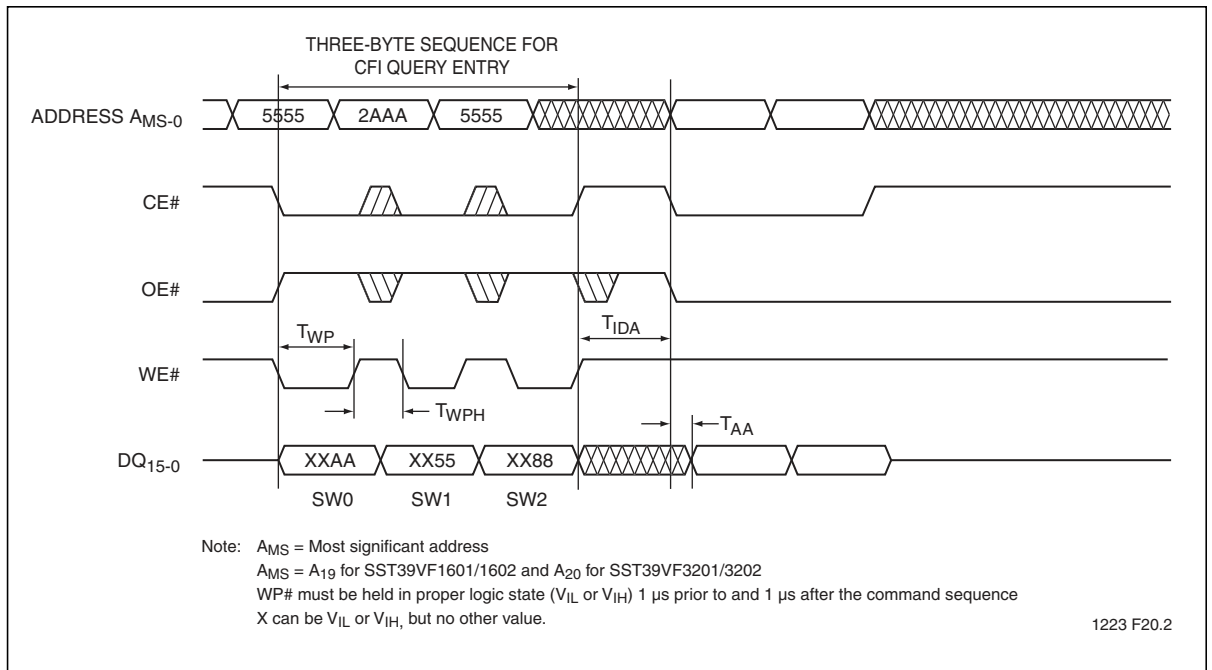 THREE-BYTE SEQUENCE FOR
CFI QUERY ENTRY
ADDRESS AMS-0
5555 2AAA 5555
CE#
OE#
TWP
TIDA
WE#
TWPH
TAA
DQ15-0
XXAA XX55 XX88
SW0 SW1 SW2
Note: AMS = Most significant address
AMS = A19 for SST39VF1601/1602 and A20 for SST39VF3201/3202
WP# must be held in proper logic state (VIL or VIH) 1 µs prior to and 1 µs after the command sequence
X can be VIL or VIH, but no other value.
1223 F20.2